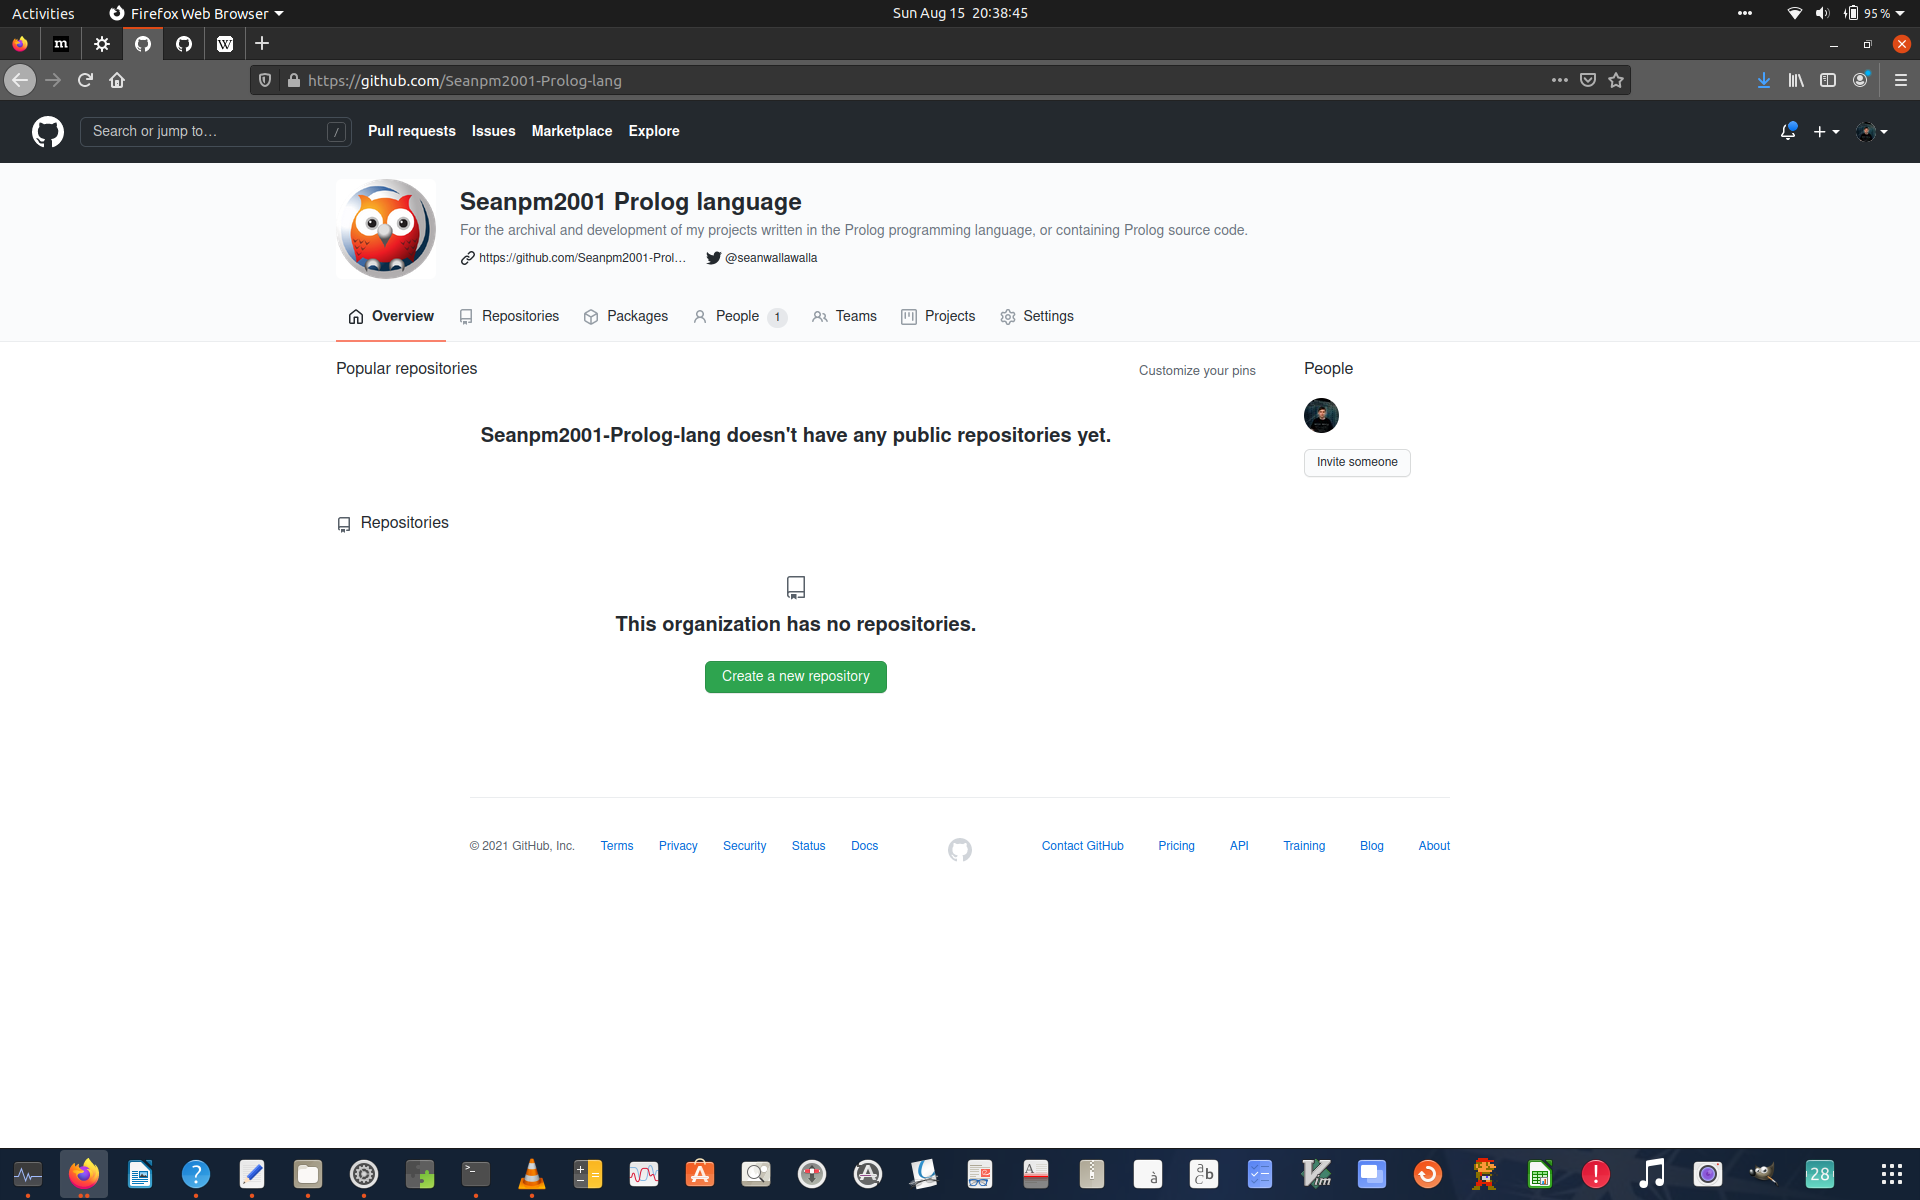 Activities
Firefox Web Browser
Sun Aug 15 20:38:45
95 %
m
W
https://github.com/Seanpm2001-Prolog-lang
Search or jump to…
/
Pull requests
Issues
Marketplace
Explore
Seanpm2001 Prolog language
For the archival and development of my projects written in the Prolog programming language, or containing Prolog source code.
https://github.com/Seanpm2001-Prol…
@seanwallawalla
Overview
Repositories
Packages
People 1
Teams
Projects
Settings
Popular repositories
Customize your pins
People
Seanpm2001-Prolog-lang doesn't have any public repositories yet.
Invite someone
Repositories
This organization has no repositories.
Create a new repository
© 2021 GitHub, Inc.
Terms
Privacy
Security
Status
Docs
Contact GitHub
Pricing
API
Training
Blog
About
28